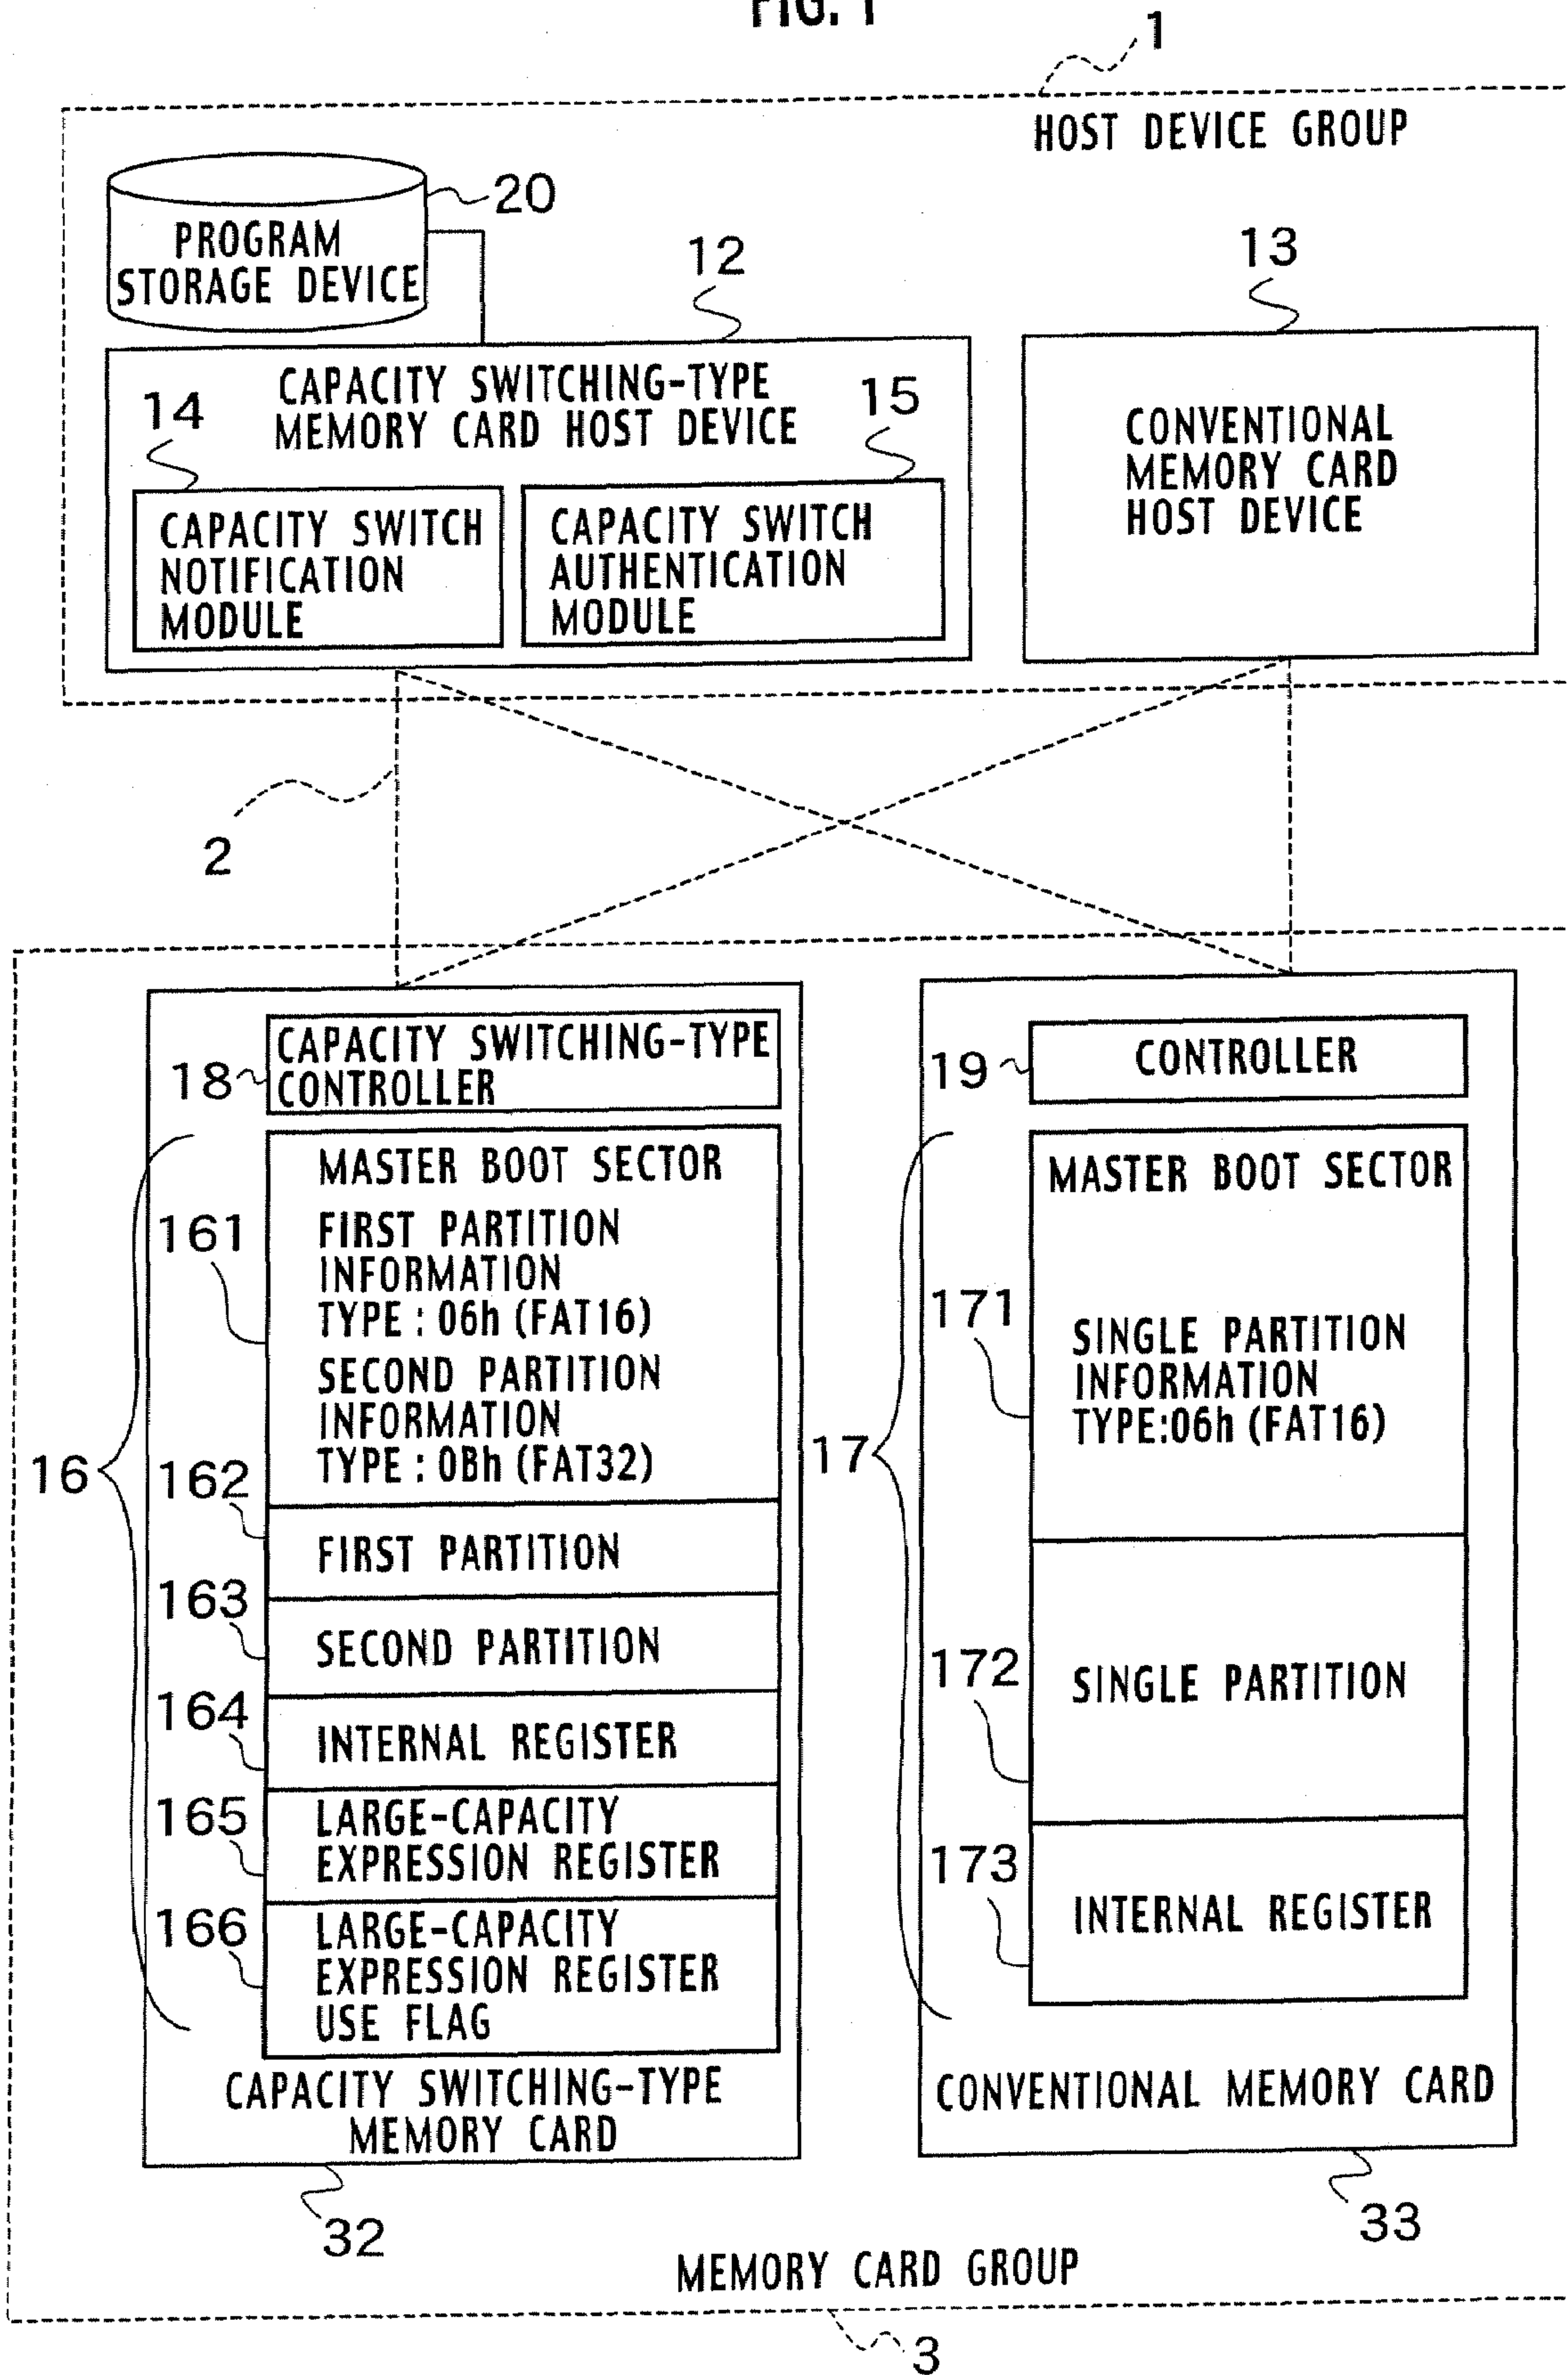 FIG. 1
1
HOST DEVICE GROUP
20
PROGRAM
STORAGE DEVICE
12
13
CAPACITY SWITCHING-TYPE
MEMORY CARD HOST DEVICE
14
15
CAPACITY SWITCH
NOTIFICATION
MODULE
CAPACITY SWITCH
AUTHENTICATION
MODULE
CONVENTIONAL
MEMORY CARD
HOST DEVICE
2
18
CAPACITY SWITCHING-TYPE
CONTROLLER
16
161
MASTER BOOT SECTOR
FIRST PARTITION
INFORMATION
TYPE : 06h (FAT16)
SECOND PARTITION
INFORMATION
TYPE : 0Bh (FAT32)
162
FIRST PARTITION
163
SECOND PARTITION
164
INTERNAL REGISTER
165
LARGE-CAPACITY
EXPRESSION REGISTER
166
LARGE-CAPACITY
EXPRESSION REGISTER
USE FLAG
CAPACITY SWITCHING-TYPE
MEMORY CARD
32
19
CONTROLLER
17
MASTER BOOT SECTOR
171
SINGLE PARTITION
INFORMATION
TYPE:06h (FAT16)
172
SINGLE PARTITION
173
INTERNAL REGISTER
CONVENTIONAL MEMORY CARD
33
MEMORY CARD GROUP
3